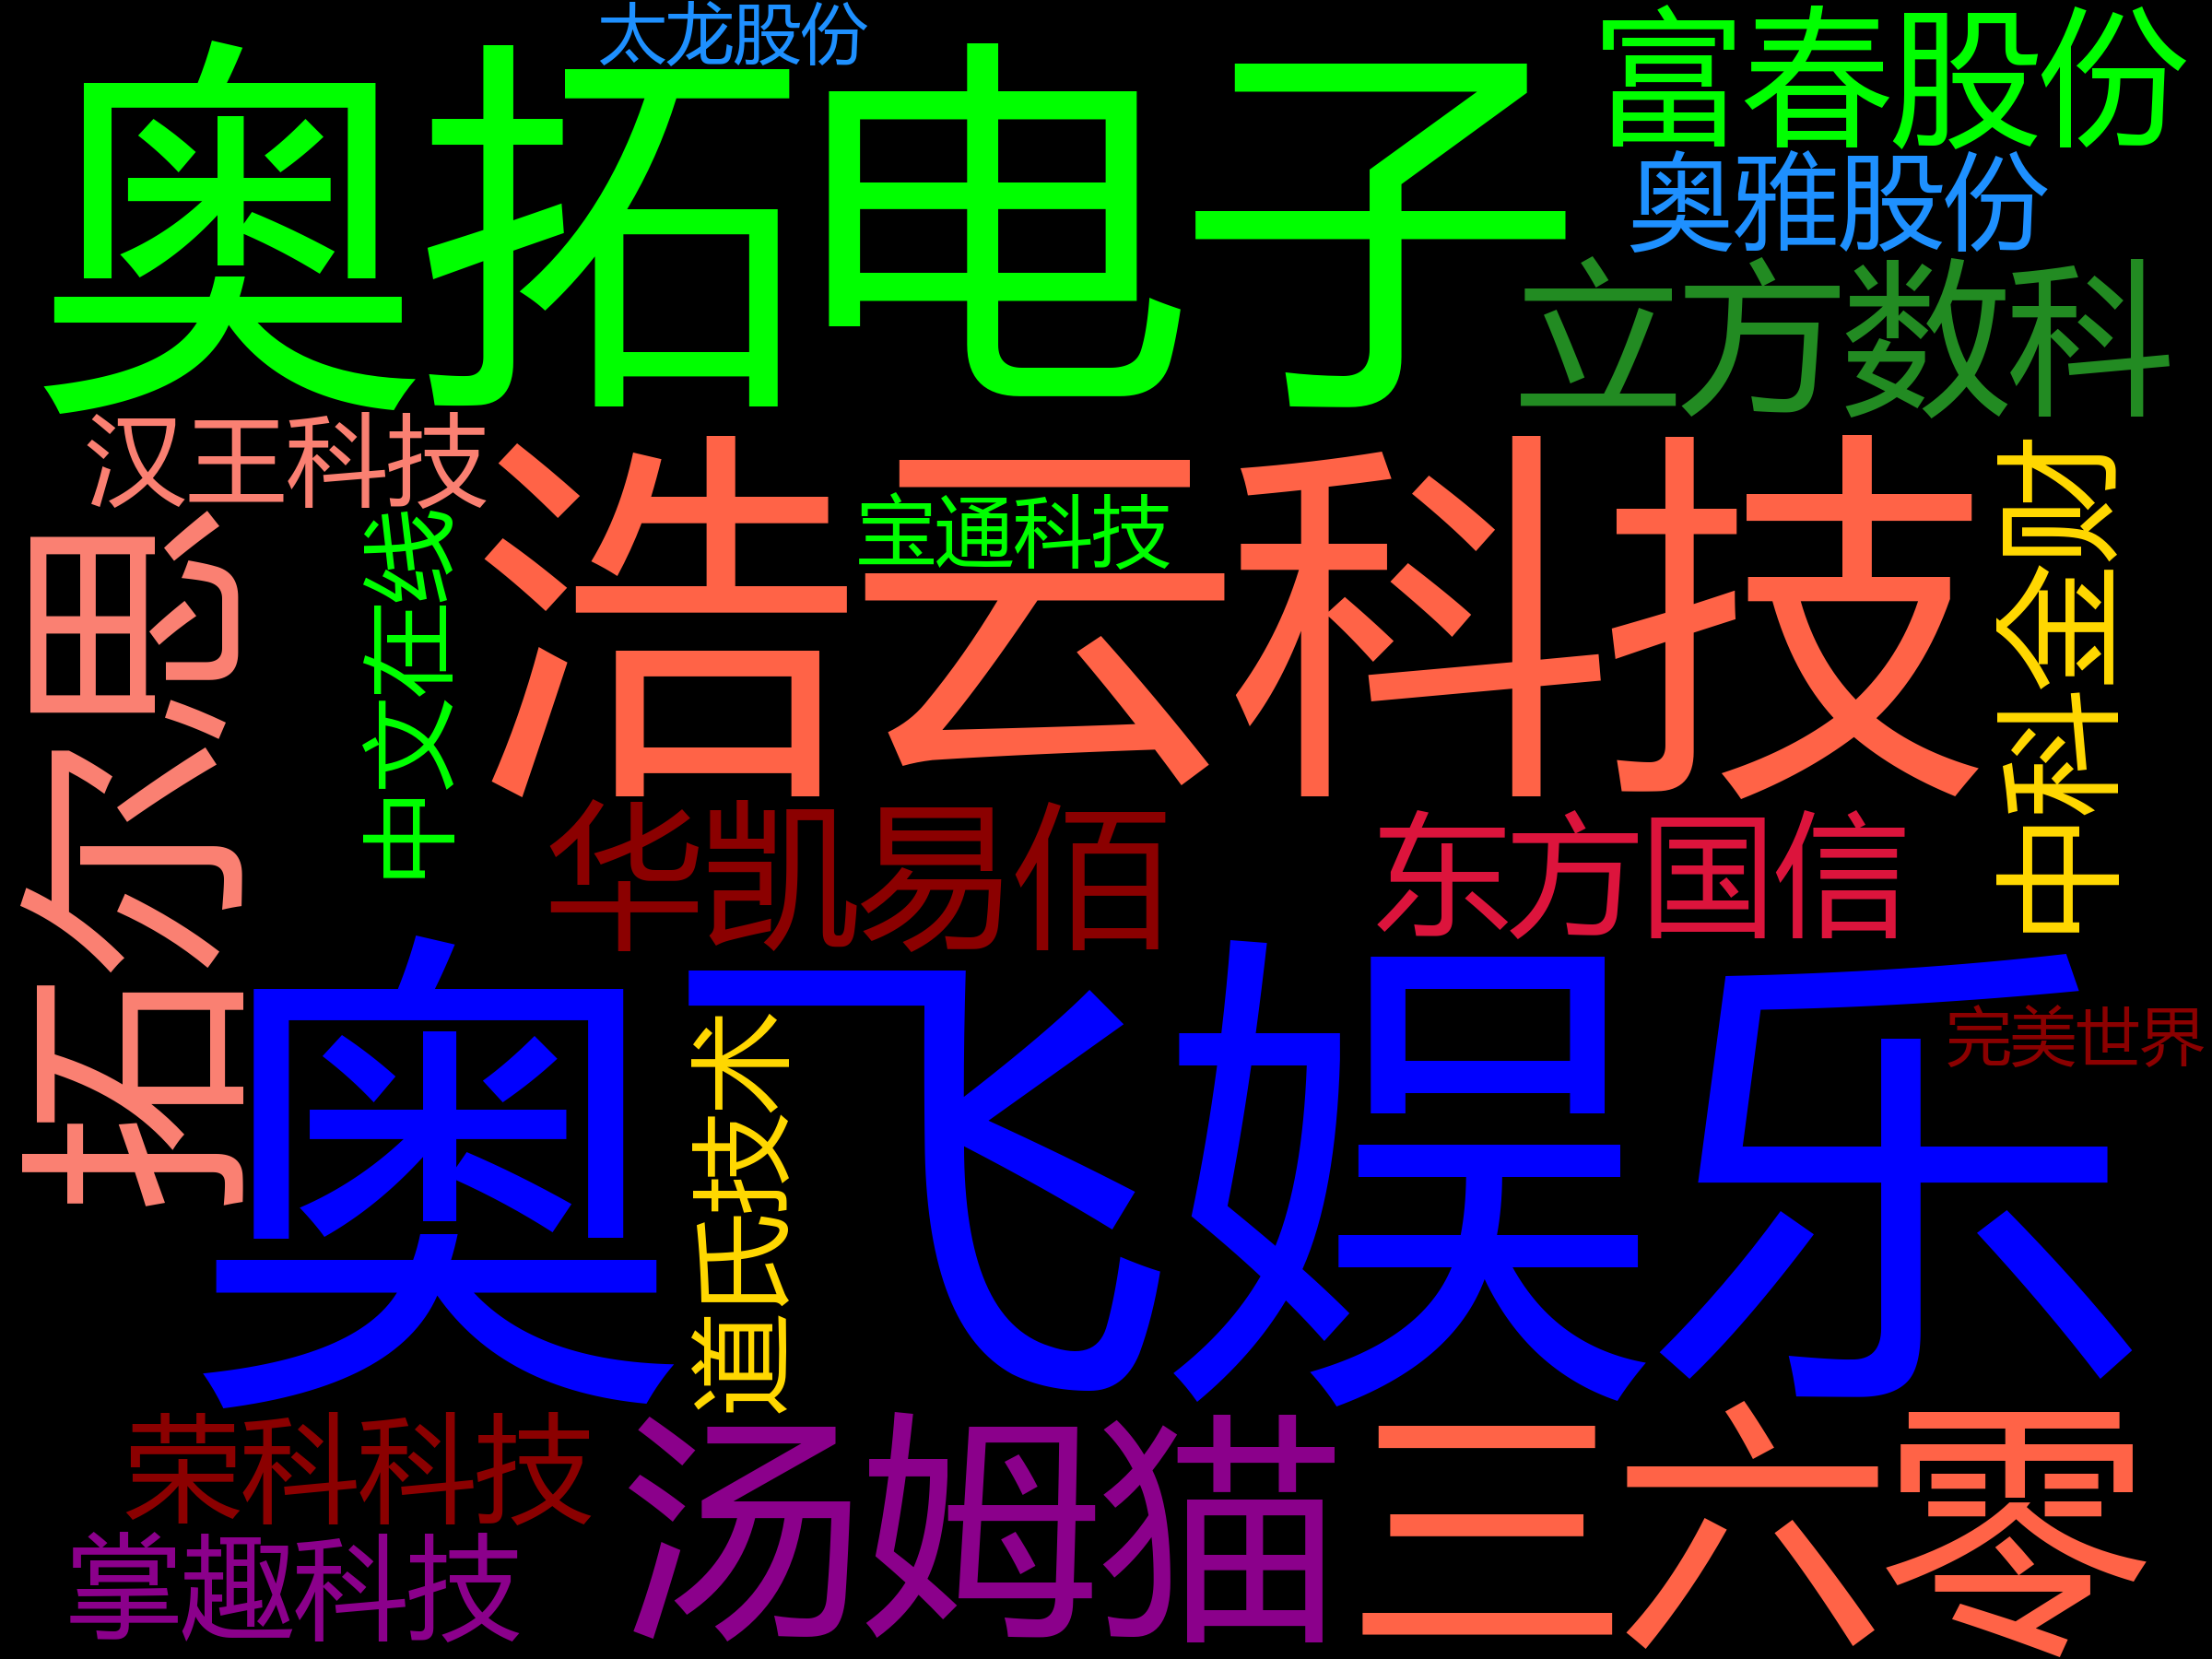 太龙股份
富春股份
奥拓电子
奥雅股份
立方数科
汉王科技
浩云科技
宝通科技
中科金财
拓尔思
中文在线
华凯易佰
东方国信
奥飞娱乐
完美世界
道氏技术
荣科科技
汤姆猫
三六零
掌趣科技